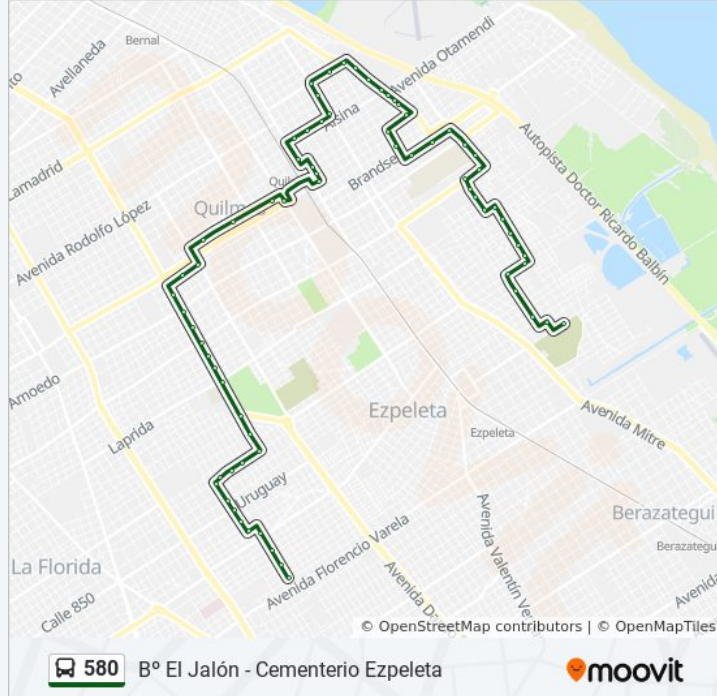 Bernal
Avellaneda
Avenida Otamendi
Alsina
Lamadrid
Brandse
Quil
Autopista Doctor Ricardo Balbín
Quilm
Avenida Rodolfo López
Amoedo
Laprida
Ezpeleta
Ezpeleta
Avenida Mitre
Uruguay
Berazategui
Avenida Florencio Varela
Avenida Valentín Ve
Berazategui
La Florida
Avenida
Avenida D
Calle 850
© OpenStreetMap contributors | © OpenMapTiles
580 Bº El Jalón - Cementerio Ezpeleta
moovit